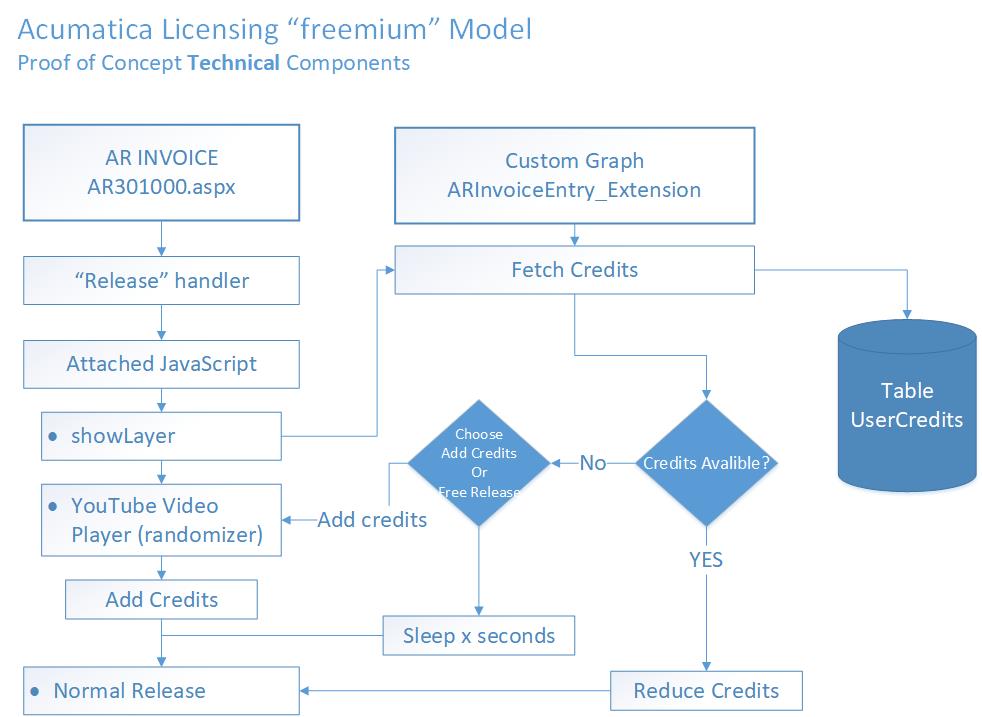 Acumatica Licensing “freemium” Model
Proof of Concept Technical Components
AR INVOICE
AR301000.aspx
Custom Graph
ARInvoiceEntry_Extension
“Release” handler
Fetch Credits
Attached JavaScript
Table
UserCredits
• showLayer
Choose
Add Credits
Or
Free Release
No
Credits Avalible?
• YouTube Video
Player (randomizer)
Add credits
YES
Add Credits
Sleep x seconds
• Normal Release
Reduce Credits